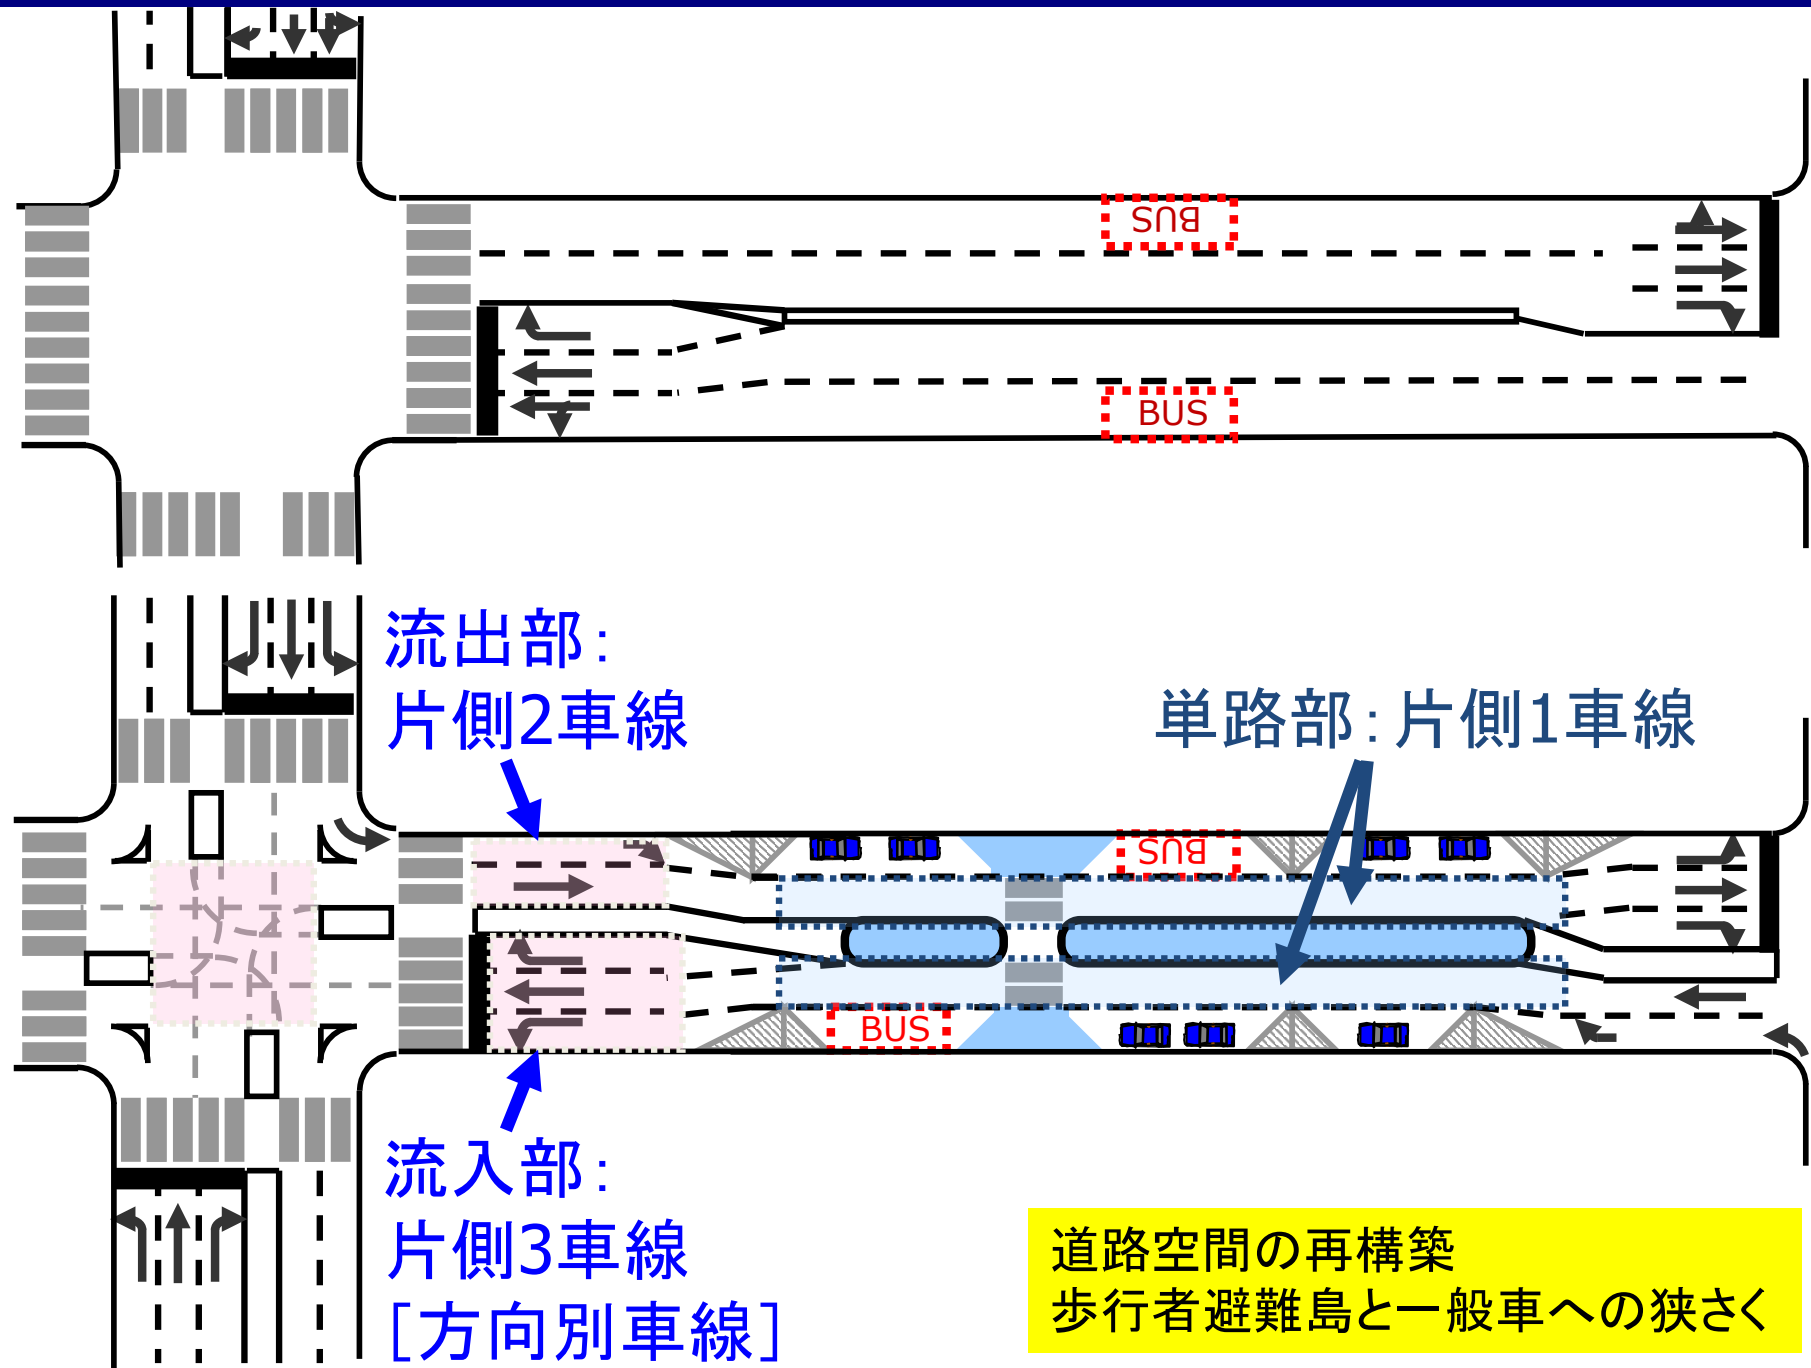 BUS
BUS
流出部：
片側2車線
単路部：片側1車線
BUS
BUS
流入部：
片側3車線
［方向別車線］
道路空間の再構築
歩行者避難島と一般車への狭さく